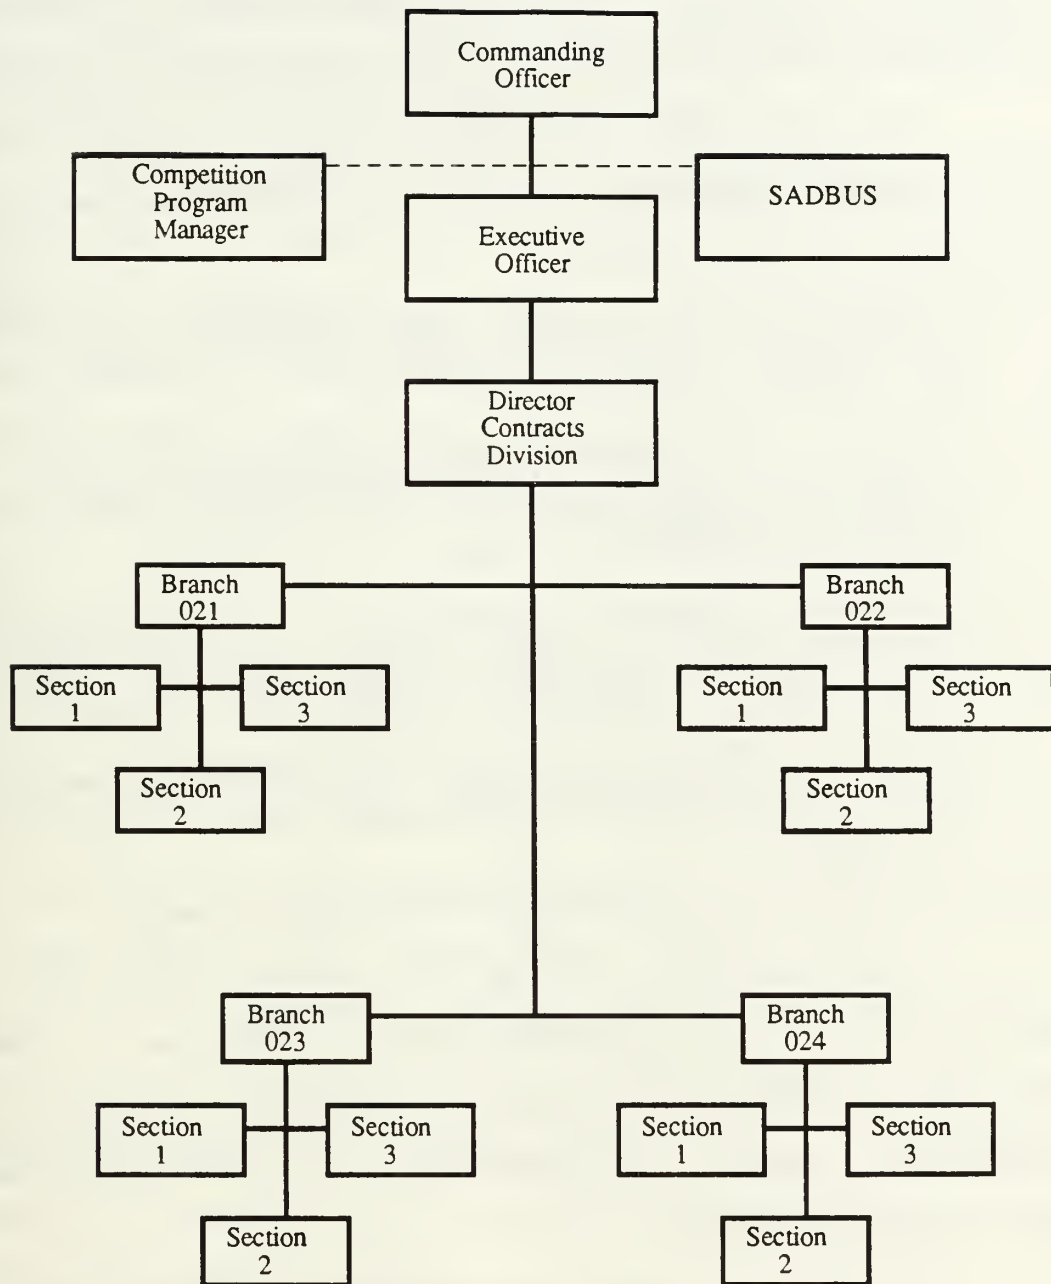 Commanding
Officer
Competition
Program
Manager
SADBUS
Executive
Officer
Director
Contracts
Division
Branch
021
Branch
022
Section
1
Section
3
Section
1
Section
3
Section
2
Section
2
Branch
023
Branch
024
Section
1
Section
3
Section
1
Section
3
Section
2
Section
2